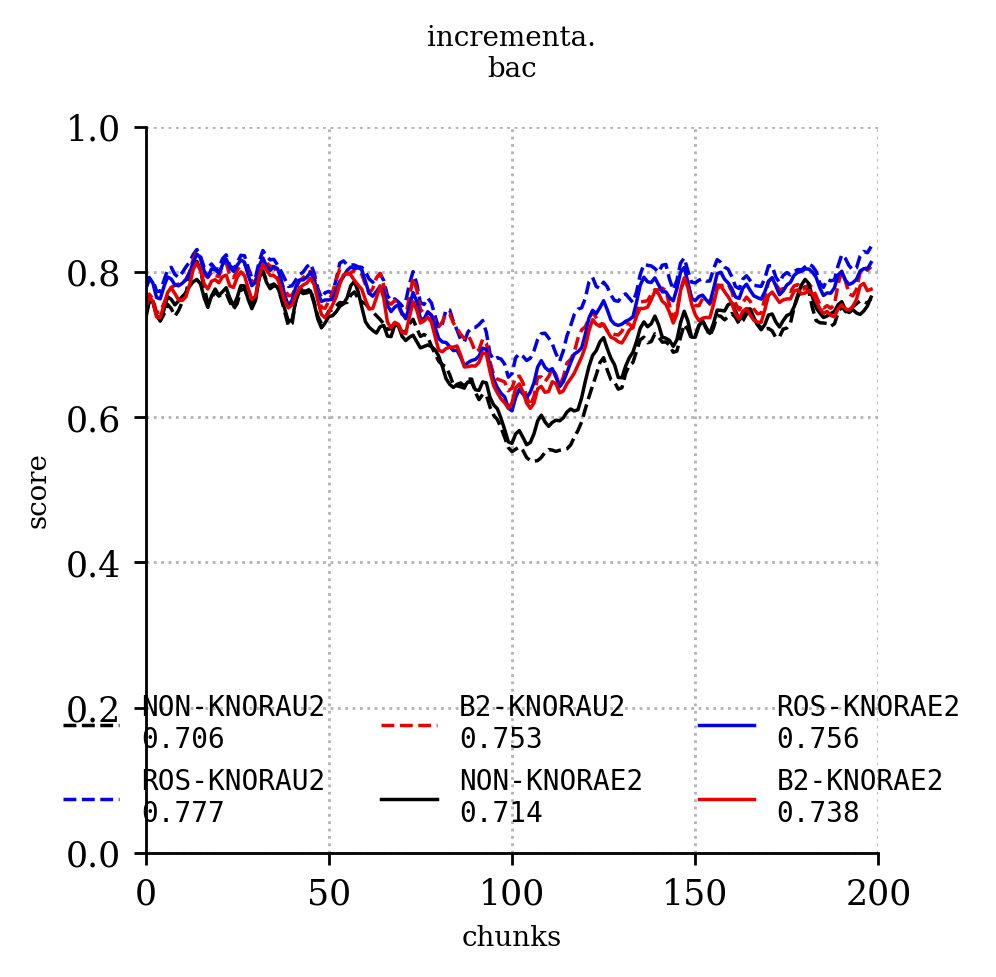 incrementa.
bac
1.0
0.8
0.6
0.4
0.2
0.0
score
NON-KNORAU2
0.706
B2-KNORAU2
0.753
ROS-KNORAE2
0.756
ROS-KNORAU2
0.777
NON-KNORAE2
0.714
B2-KNORAE2
0.738
0 50 100 150 200
chunks